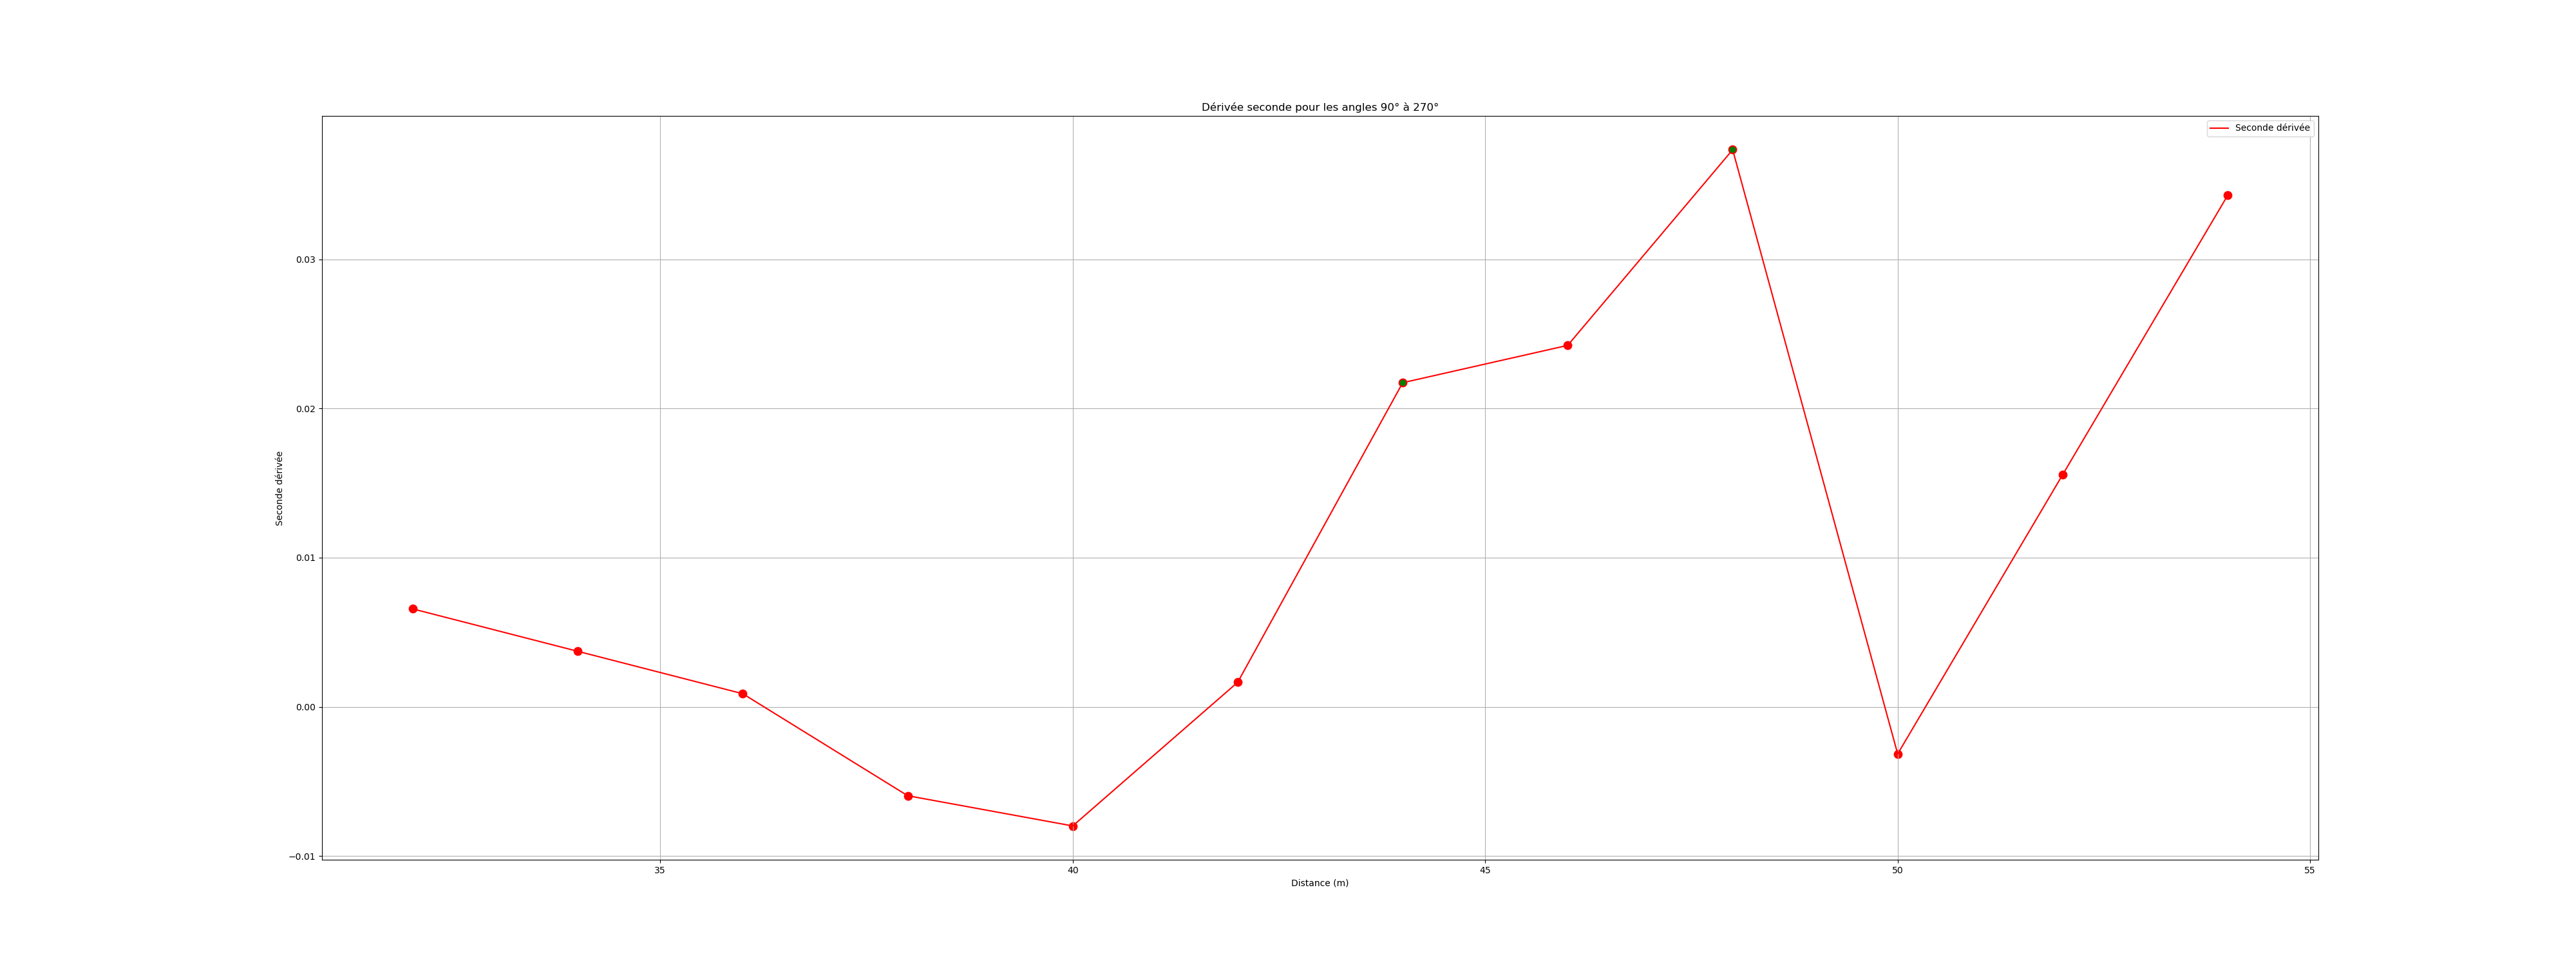 Dérivée seconde pour les angles 90° à 270°
Seconde dérivée
Seconde dérivée
0.03
0.02
0.01
0.00
−0.01
35 40 45 50 55
Distance (m)